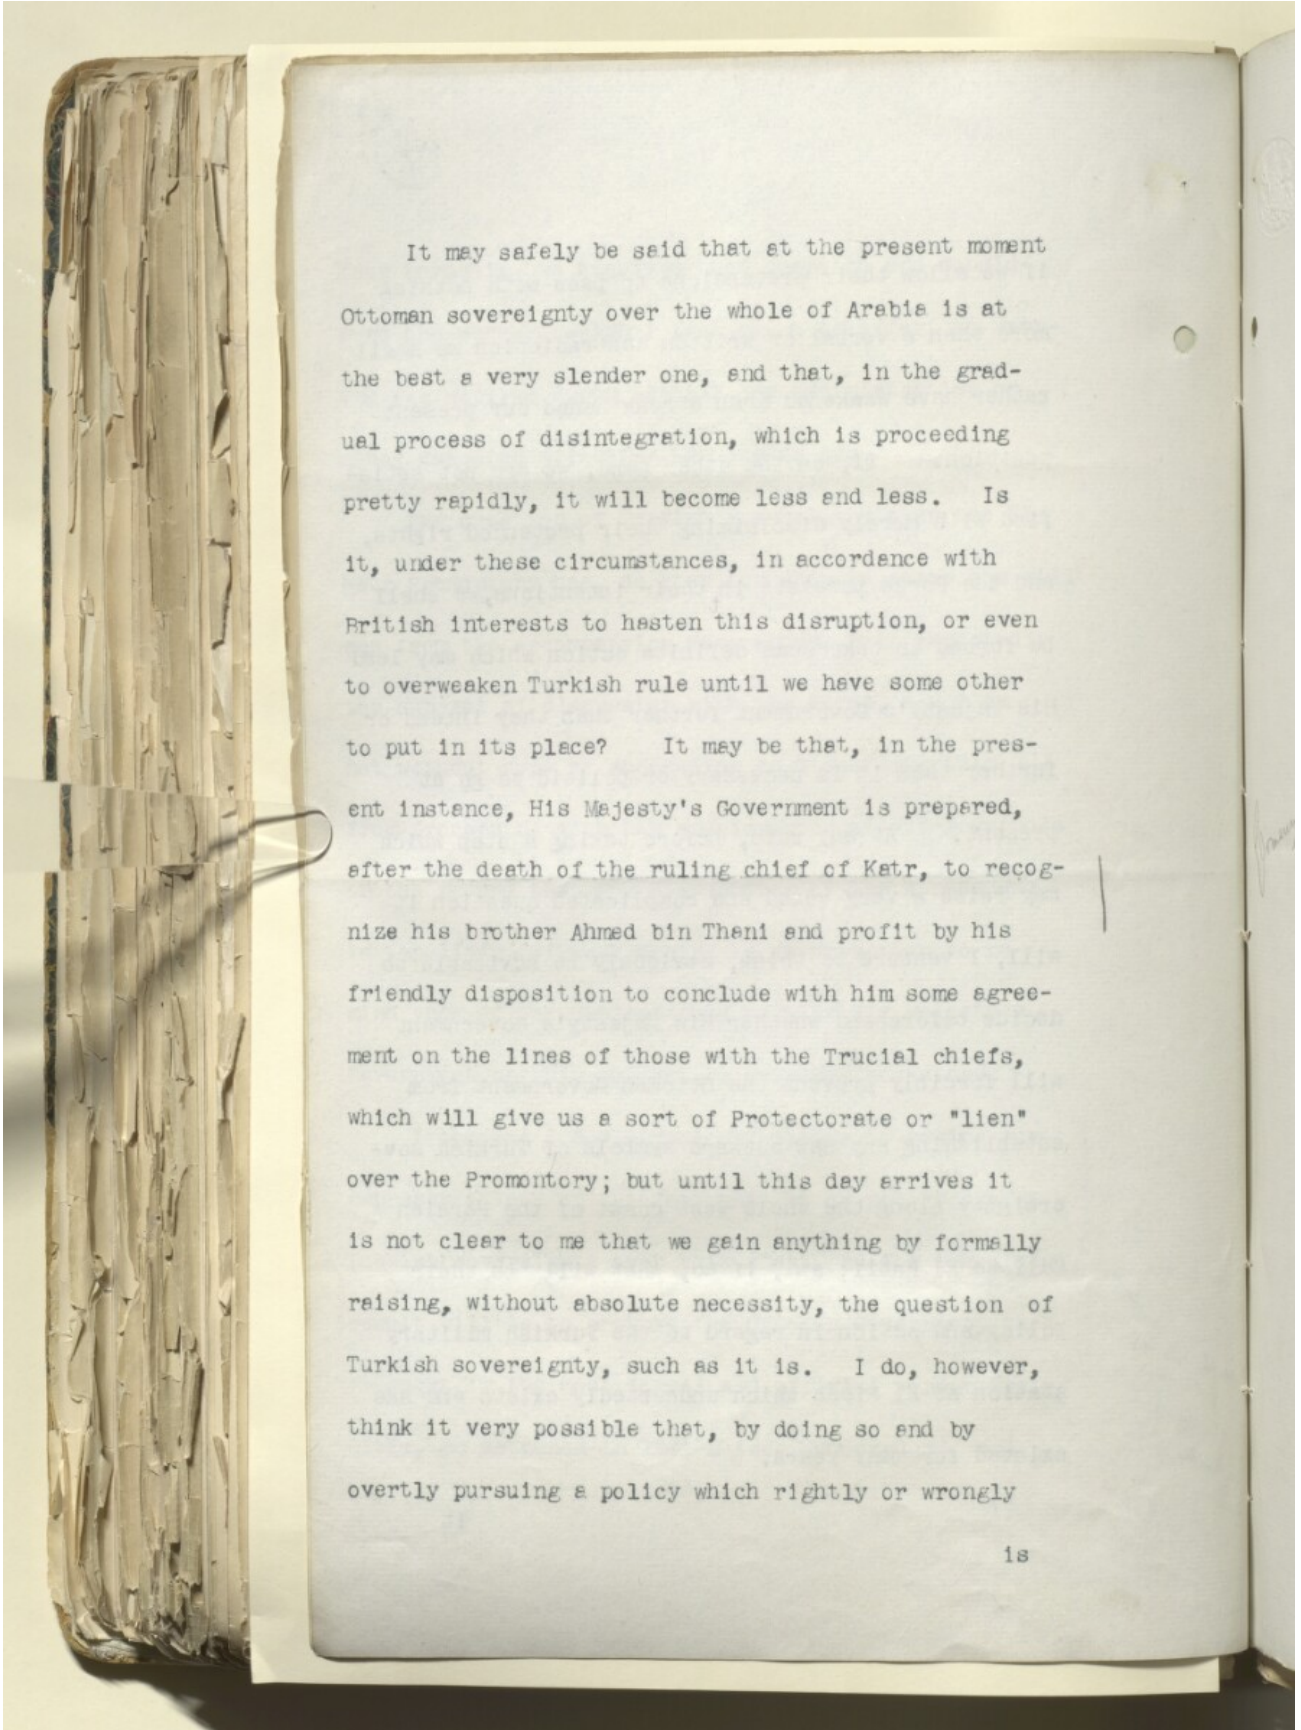 It may safely be said that at the present moment
Ottoman sovereignty over the whole of Arabia is at
the best a very slender one, and that, in the grad-
ual process of disintegration, which is proceeding
pretty rapidly, it will become less and less. Is
it, under these circumstances, in accordance with
British interests to hasten this disruption, or even
to overweaken Turkish rule until we have some other
to put in its place? It may be that, in the pres-
ent instance, His Majesty's Government is prepared,
after the death of the ruling chief of Katr, to recog-
nize his brother Ahmed bin Thani and profit by his
friendly disposition to conclude with him some agree-
ment on the lines of those with the Trucial chiefs,
which will give us a sort of Protectorate or "lien"
over the Promontory; but until this day arrives it
is not clear to me that we gain anything by formally
raising, without absolute necessity, the question of
Turkish sovereignty, such as it is. I do, however,
think it very possible that, by doing so and by
overtly pursuing a policy which rightly or wrongly
is